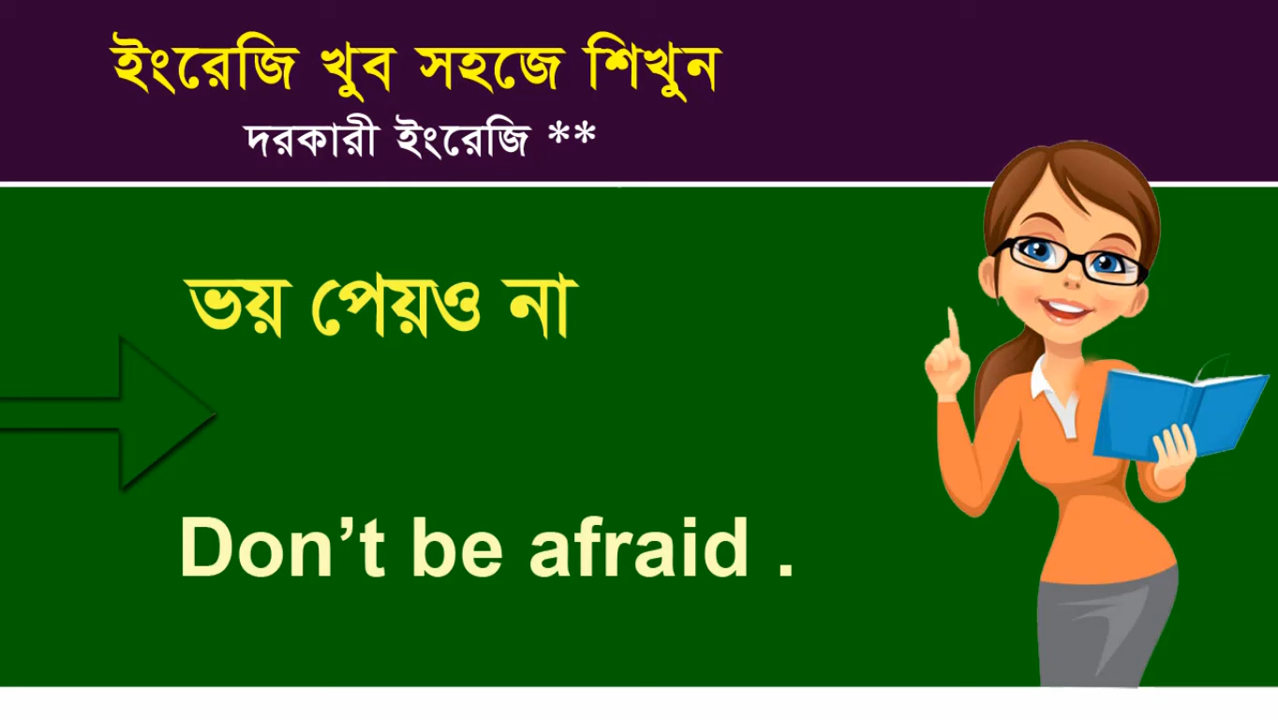 ইংরেজি খুব সহজে শিখুন
দরকারী ইংরেজি **
ভয় পেয়ও না
Don’t be afraid .